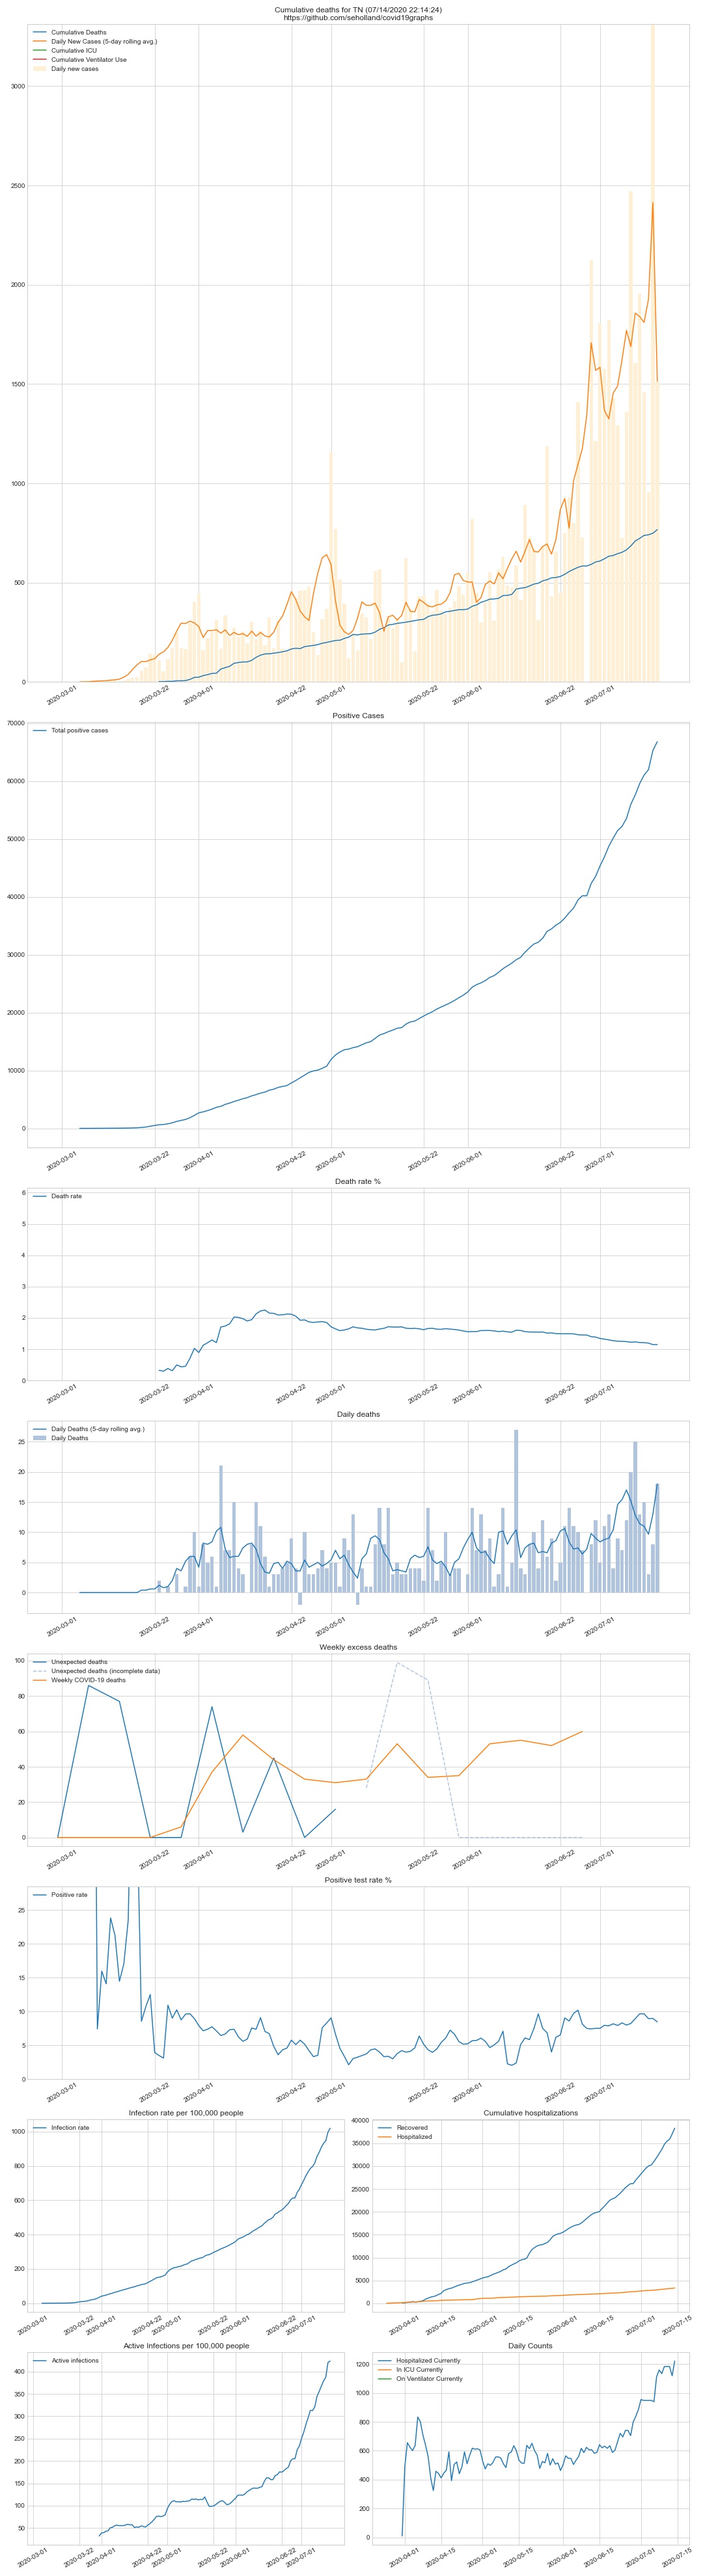 Cumulative deaths for TN (07/14/2020 22:14:24)
https://github.com/seholland/covid19graphs
Cumulative Deaths
Daily New Cases (5-day rolling avg.)
Cumulative ICU
Cumulative Ventilator Use
Daily new cases
3000
2500
2000
1500
1000
500
0
2020-03-01 2020-03-22 2020-04-01 2020-04-22 2020-05-01 2020-05-22 2020-06-01 2020-06-22 2020-07-01
Positive Cases
Total positive cases
70000
60000
50000
40000
30000
20000
10000
0
2020-03-01 2020-03-22 2020-04-01 2020-04-22 2020-05-01 2020-05-22 2020-06-01 2020-06-22 2020-07-01
Death rate %
Death rate
6
5
4
3
2
1
0
2020-03-01 2020-03-22 2020-04-01 2020-04-22 2020-05-01 2020-05-22 2020-06-01 2020-06-22 2020-07-01
Daily deaths
Daily Deaths (5-day rolling avg.)
Daily Deaths
25
20
15
10
5
0
2020-03-01 2020-03-22 2020-04-01 2020-04-22 2020-05-01 2020-05-22 2020-06-01 2020-06-22 2020-07-01
Weekly excess deaths
Unexpected deaths
Unexpected deaths (incomplete data)
Weekly COVID-19 deaths
100
80
60
40
20
0
2020-03-01 2020-03-22 2020-04-01 2020-04-22 2020-05-01 2020-05-22 2020-06-01 2020-06-22 2020-07-01
Positive test rate %
Positive rate
25
20
15
10
5
0
2020-03-01 2020-03-22 2020-04-01 2020-04-22 2020-05-01 2020-05-22 2020-06-01 2020-06-22 2020-07-01
Infection rate per 100,000 people
Infection rate
1000
800
600
400
200
0
2020-03-01 2020-03-22 2020-04-01 2020-04-22 2020-05-01 2020-05-22 2020-06-01 2020-06-22 2020-07-01
Cumulative hospitalizations
Recovered
Hospitalized
40000
35000
30000
25000
20000
15000
10000
5000
0
2020-04-01 2020-04-15 2020-05-01 2020-05-15 2020-06-01 2020-06-15 2020-07-01 2020-07-15
Active Infections per 100,000 people
Active infections
400
350
300
250
200
150
100
50
2020-03-01 2020-03-22 2020-04-01 2020-04-22 2020-05-01 2020-05-22 2020-06-01 2020-06-22 2020-07-01
Daily Counts
Hospitalized Currently
In ICU Currently
On Ventilator Currently
1200
1000
800
600
400
200
0
2020-04-01 2020-04-15 2020-05-01 2020-05-15 2020-06-01 2020-06-15 2020-07-01 2020-07-15